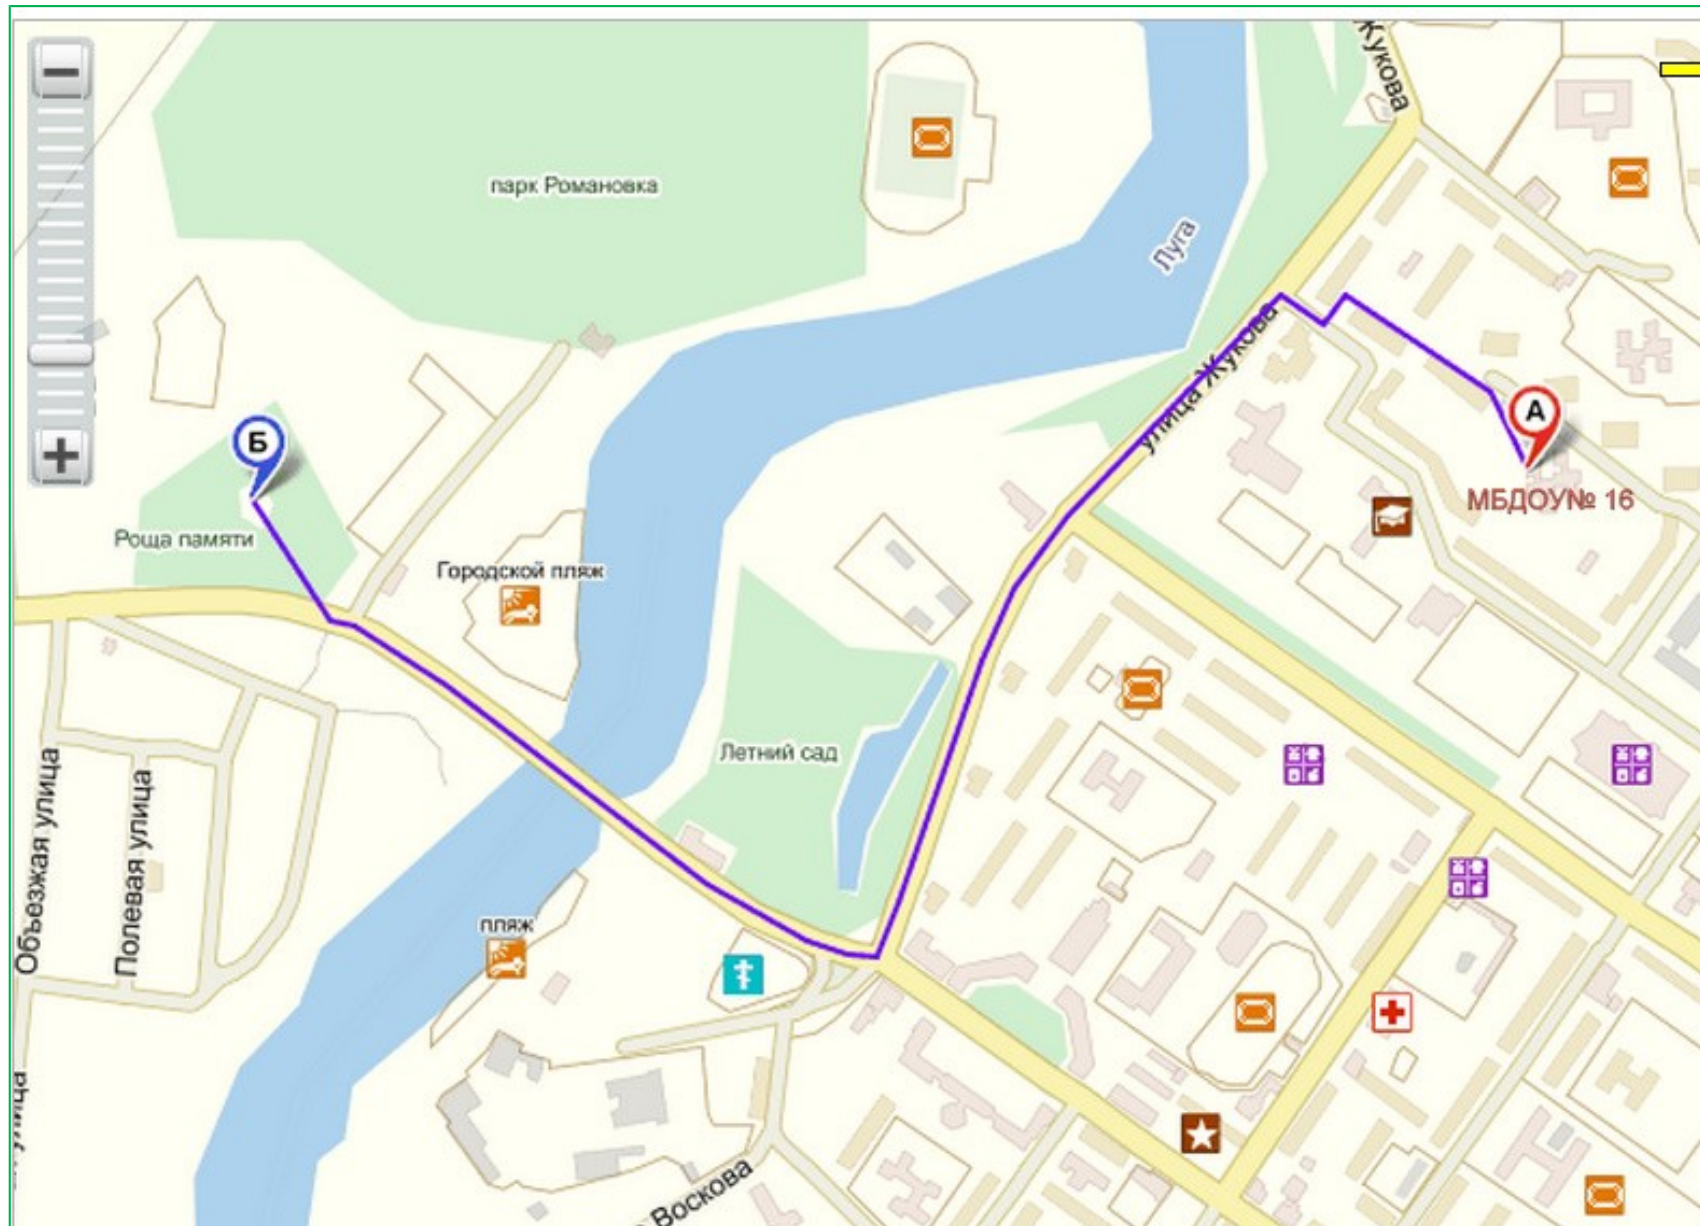 Жукова
парк Романовка
Луга
улица Жукова
А
Б
МБДОУ№ 16
Роща памяти
Городской пляж
Летний сад
Объезжая улица
Полевая улица
пляж
улица
Воскова